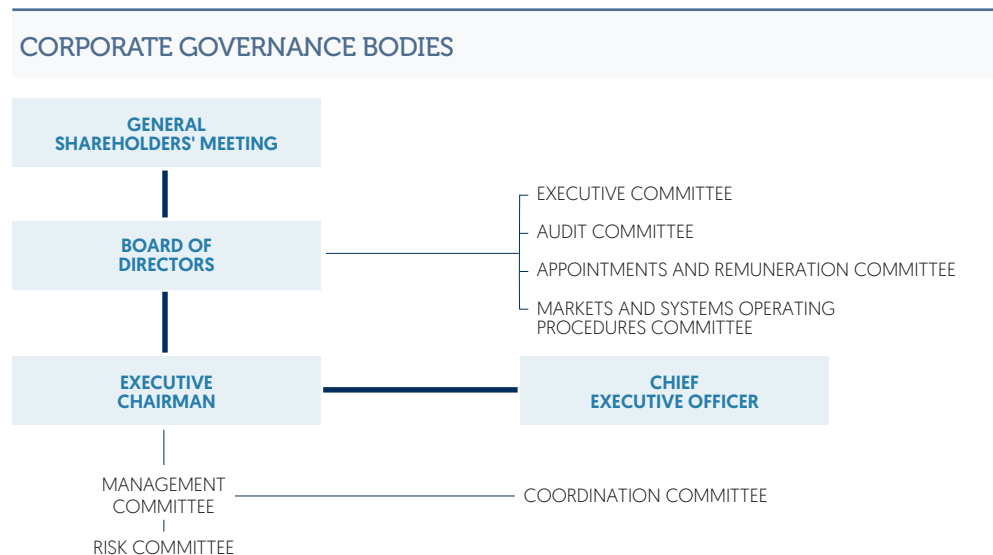 CORPORATE GOVERNANCE BODIES
GENERAL
SHAREHOLDERS' MEETING
EXECUTIVE COMMITTEE
AUDIT COMMITTEE
BOARD OF
DIRECTORS
APPOINTMENTS AND REMUNERATION COMMITTEE
MARKETS AND SYSTEMS OPERATING
PROCEDURES COMMITTEE
EXECUTIVE
CHAIRMAN
CHIEF
EXECUTIVE OFFICER
MANAGEMENT
COMMITTEE
COORDINATION COMMITTEE
RISK COMMITTEE